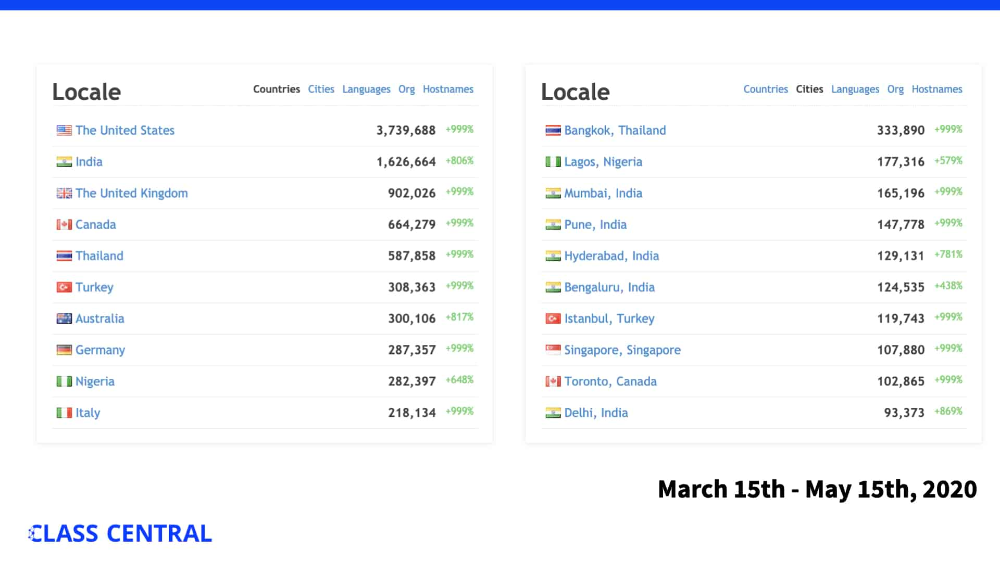 Locale Countries Cities Languages Org Hostnames
The United States 3,739,688 +999%
India 1,626,664 +806%
The United Kingdom 902,026 +999%
Canada 664,279 +999%
Thailand 587,858 +999%
Turkey 308,363 +999%
Australia 300,106 +817%
Germany 287,357 +999%
Nigeria 282,397 +648%
Italy 218,134 +999%
Locale Countries Cities Languages Org Hostnames
Bangkok, Thailand 333,890 +999%
Lagos, Nigeria 177,316 +579%
Mumbai, India 165,196 +999%
Pune, India 147,778 +999%
Hyderabad, India 129,131 +781%
Bengaluru, India 124,535 +438%
Istanbul, Turkey 119,743 +999%
Singapore, Singapore 107,880 +999%
Toronto, Canada 102,865 +999%
Delhi, India 93,373 +869%
March 15th - May 15th, 2020
CLASS CENTRAL